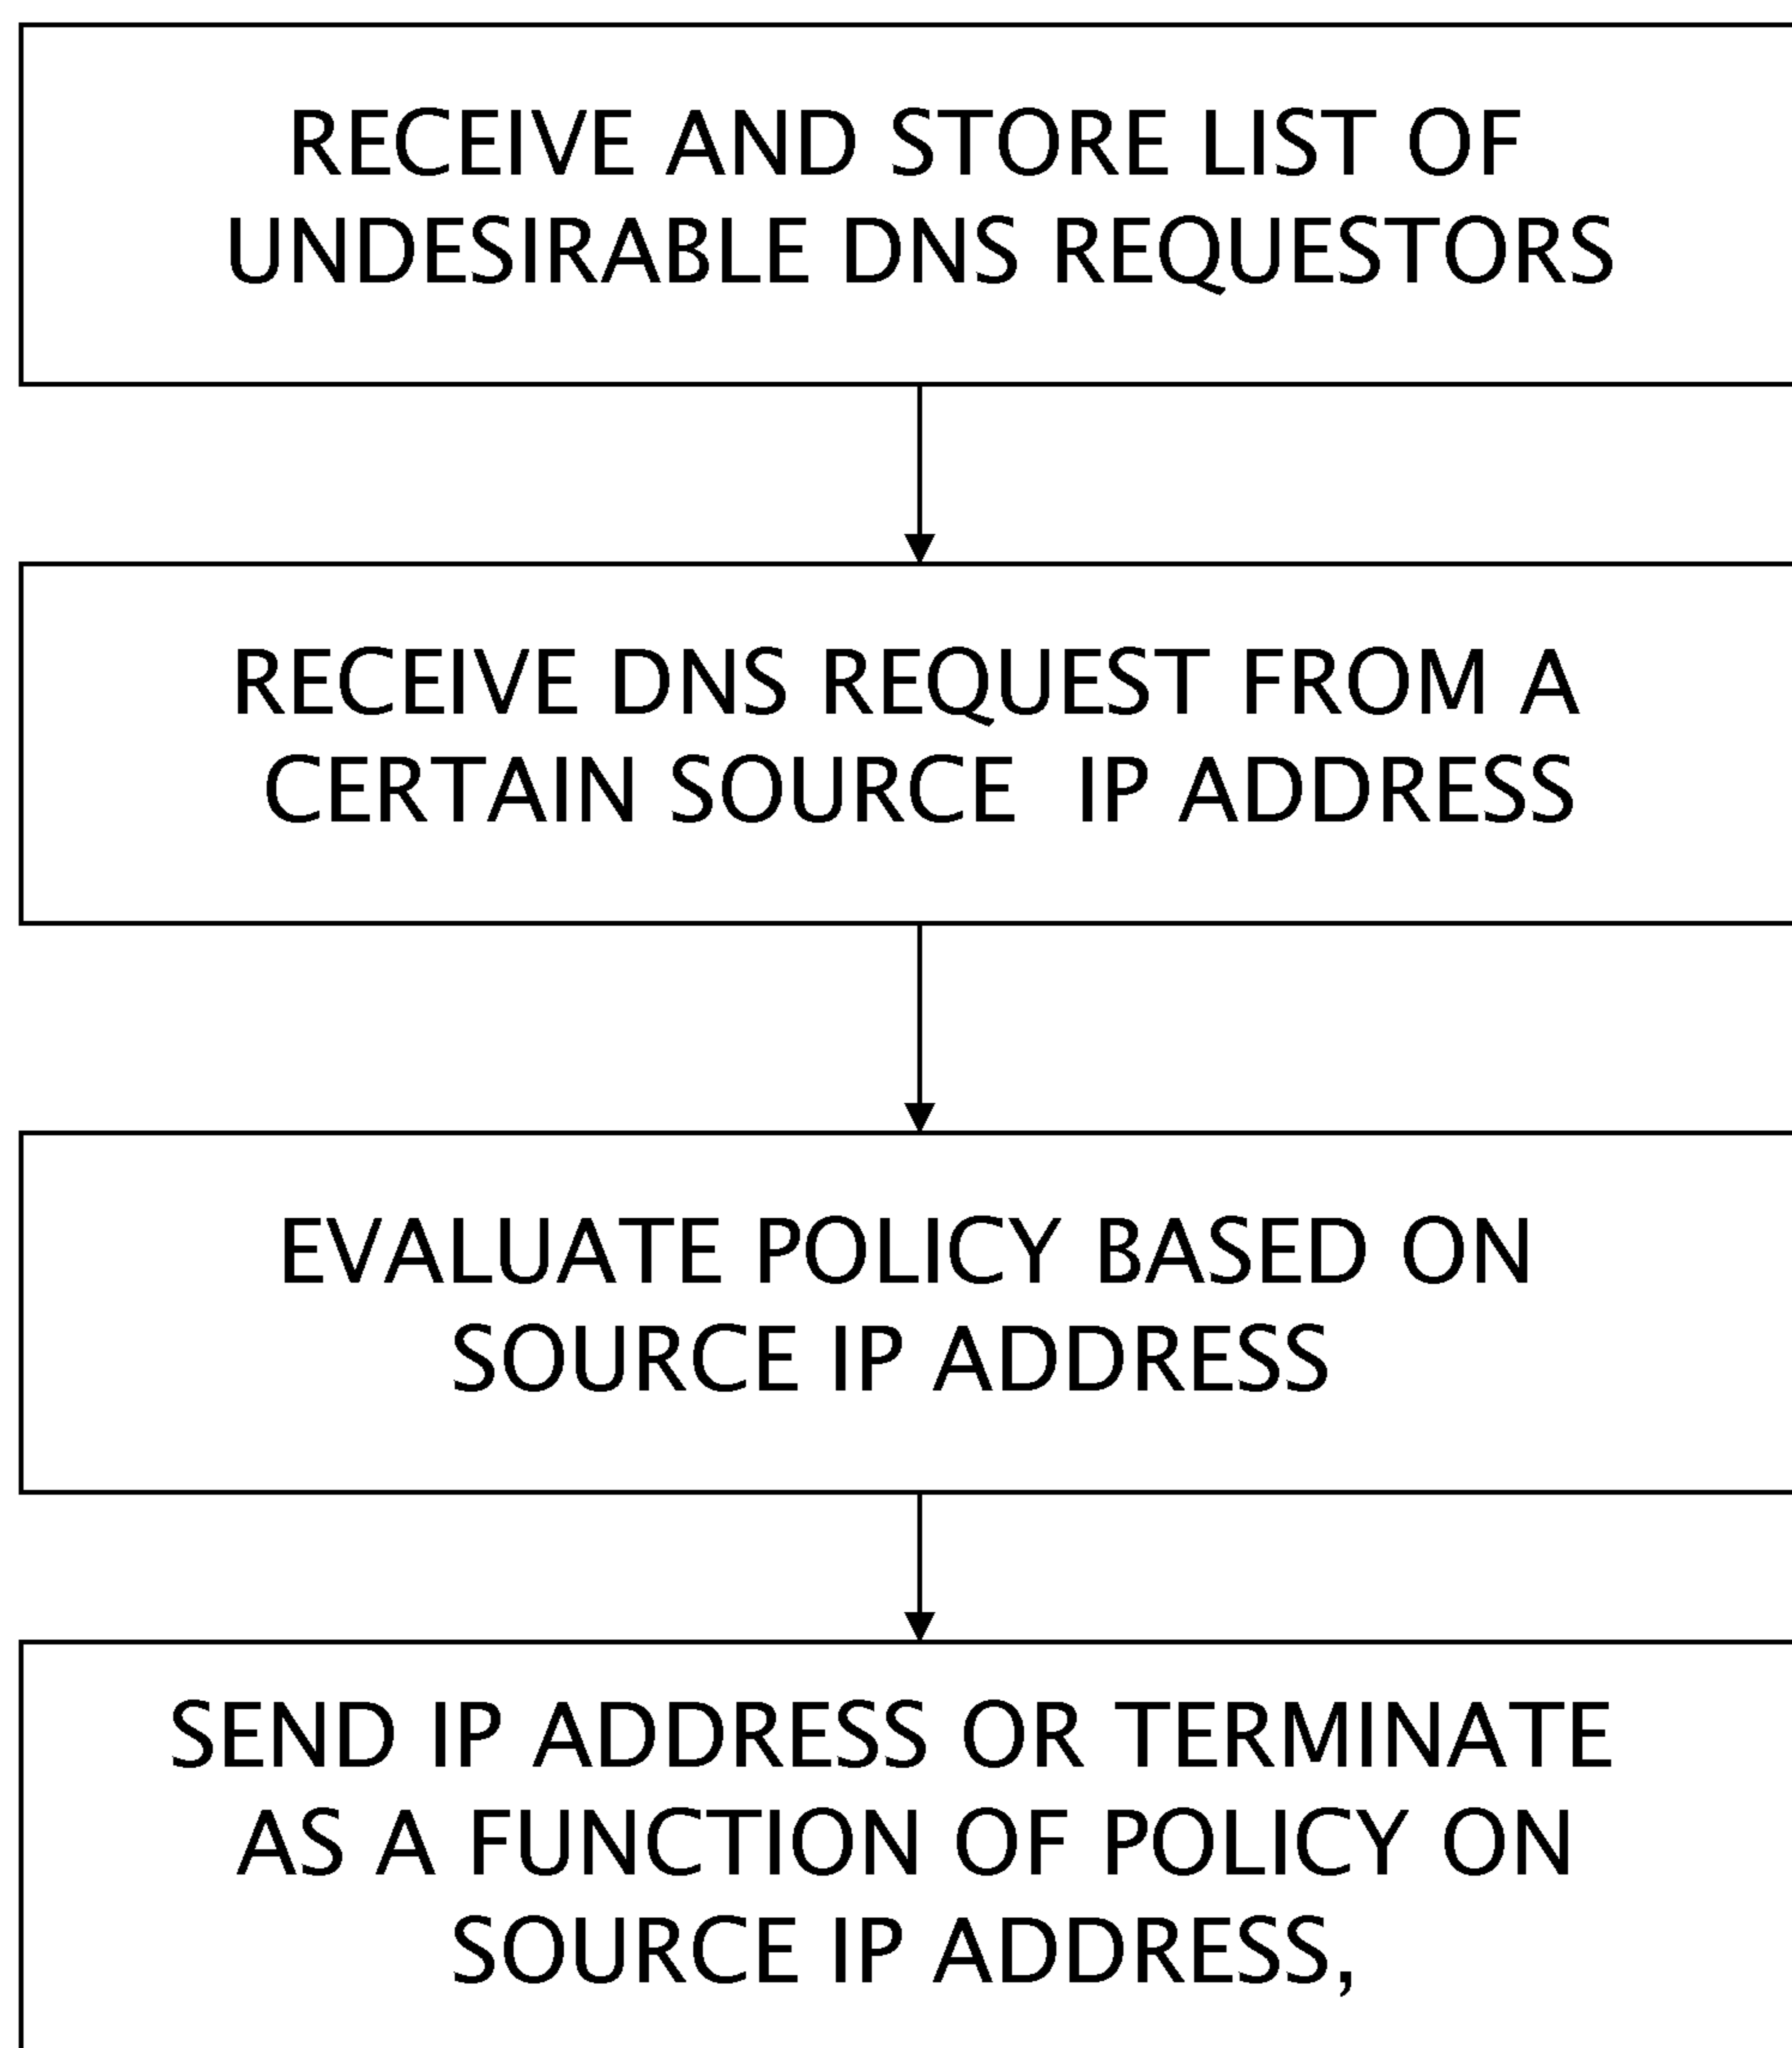 RECEIVE AND STORE LIST OF
UNDESIRABLE DNS REQUESTORS
RECEIVE DNS REQUEST FROM A
CERTAIN SOURCE  IP ADDRESS
EVALUATE POLICY BASED ON
SOURCE IP ADDRESS
SEND IP ADDRESS OR TERMINATE
AS A FUNCTION OF POLICY ON
SOURCE IP ADDRESS,